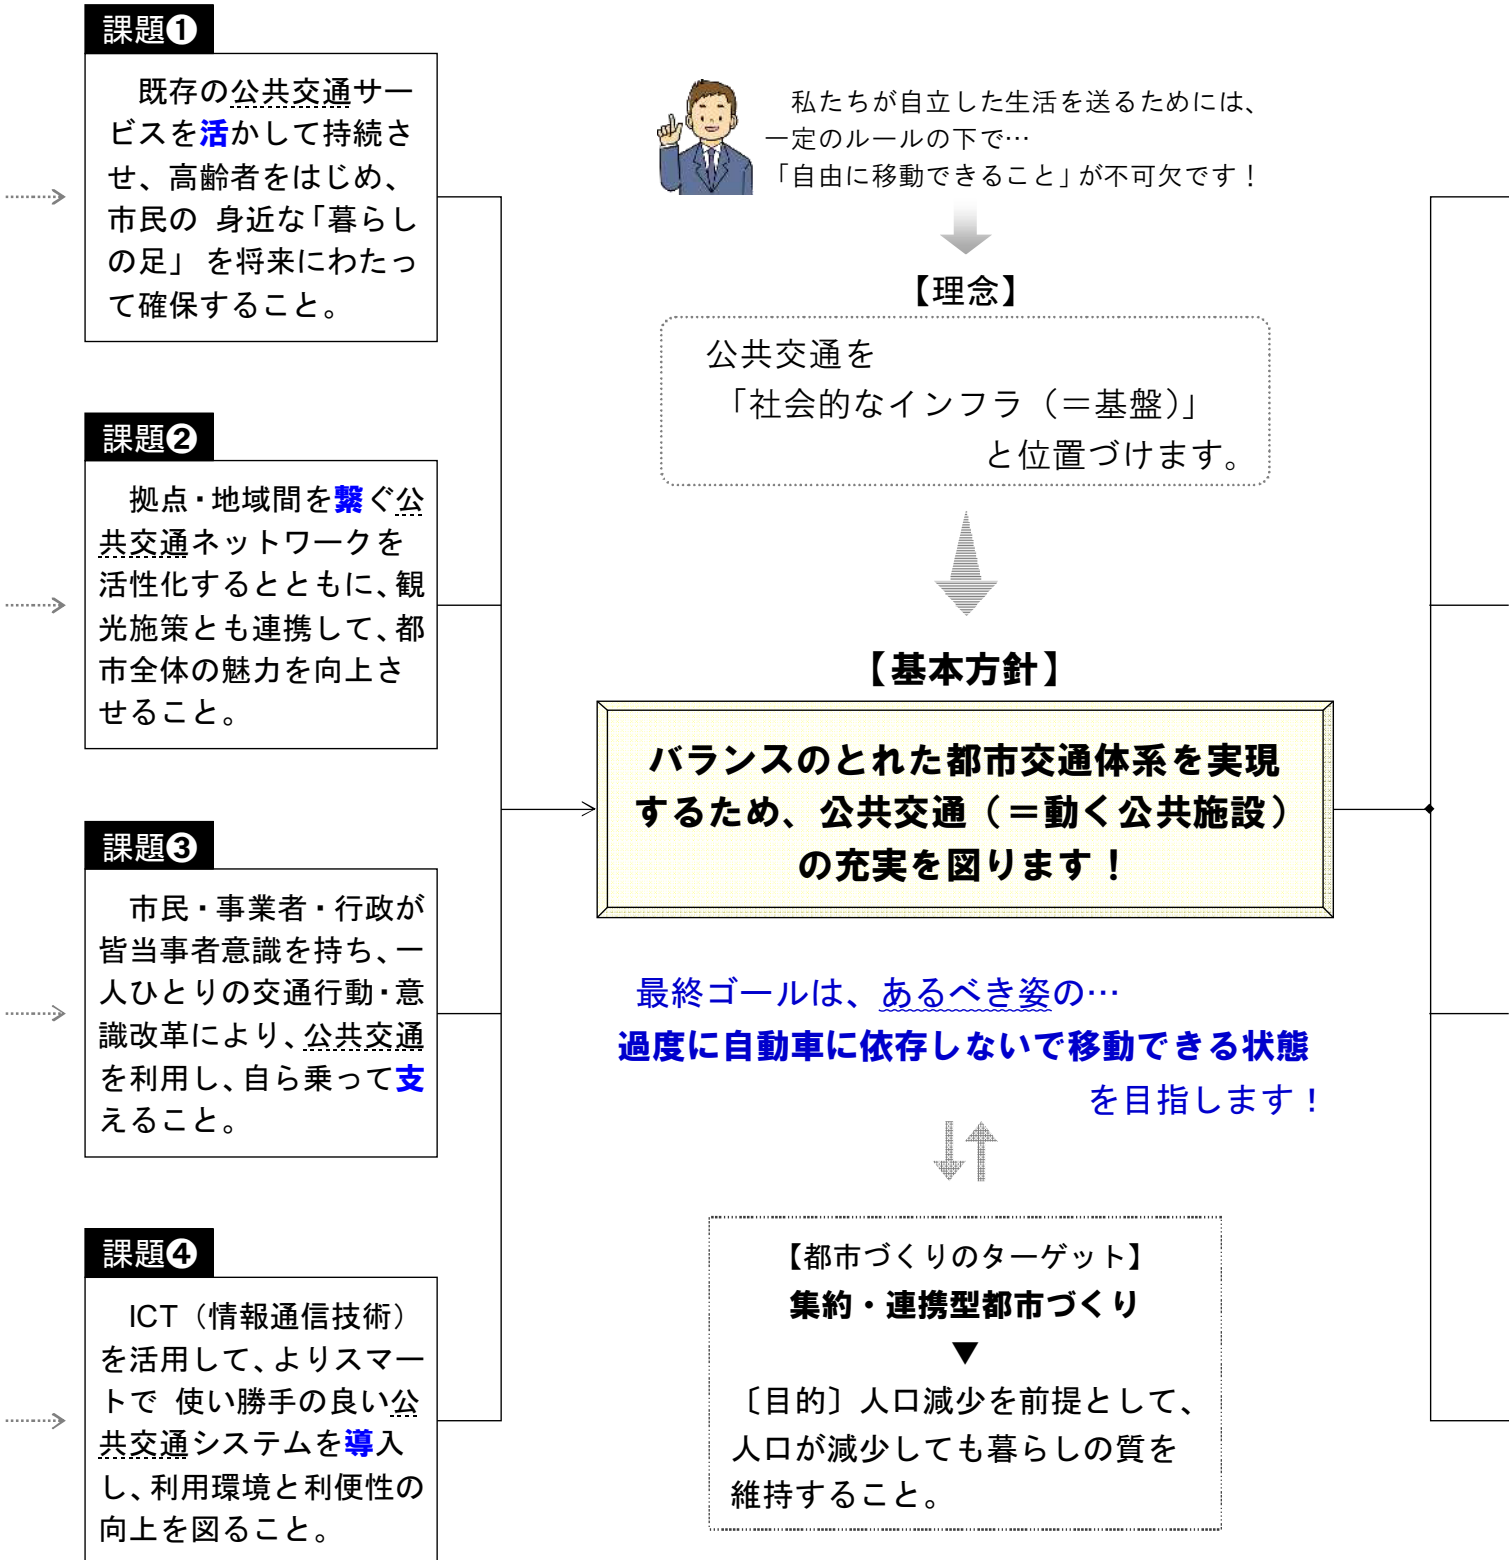 課題❶
既存の公共交通サー
ビスを活かして持続さ
せ、高齢者をはじめ、
市民の 身近な「暮らし
の足」 を将来にわたっ
て確保すること。
課題❷
拠点・地域間を繋ぐ公
共交通ネットワークを
活性化するとともに、観
光施策とも連携して、都
市全体の魅力を向上さ
せること。
課題❸
市民・事業者・行政が
皆当事者意識を持ち、一
人ひとりの交通行動・意
識改革により、公共交通
を利用し、自ら乗って支
えること。
課題❹
ICT（情報通信技術）
を活用して、よりスマー
トで 使い勝手の良い公
共交通システムを導入
し、利用環境と利便性の
向上を図ること。
私たちが自立した生活を送るためには、
一定のルールの下で…
「自由に移動できること」が不可欠です！
【理念】
公共交通を
「社会的なインフラ（＝基盤）」
と位置づけます。
【基本方針】
バランスのとれた都市交通体系を実現
するため、公共交通（＝動く公共施設）
の充実を図ります！
最終ゴールは、あるべき姿の…
過度に自動車に依存しないで移動できる状態
を目指します！
【都市づくりのターゲット】
集約・連携型都市づくり
▼
〔目的〕人口減少を前提として、
人口が減少しても暮らしの質を
維持すること。